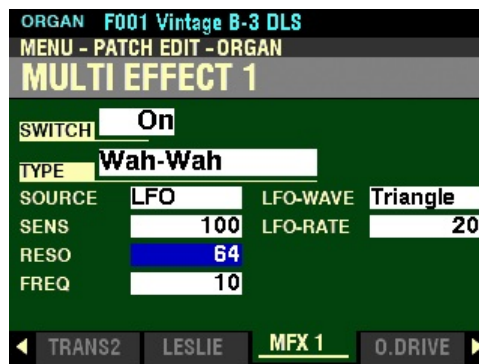 ORGAN F001 Vintage B-3 DLS
MENU - PATCH EDIT - ORGAN
MULTI EFFECT 1
SWITCH On
TYPE Wah-Wah
SOURCE LFO LFO-WAVE Triangle
SENS 100 LFO-RATE 20
RESO 64
FREQ 10
TRANS2 LESLIE MFX 1 O.DRIVE